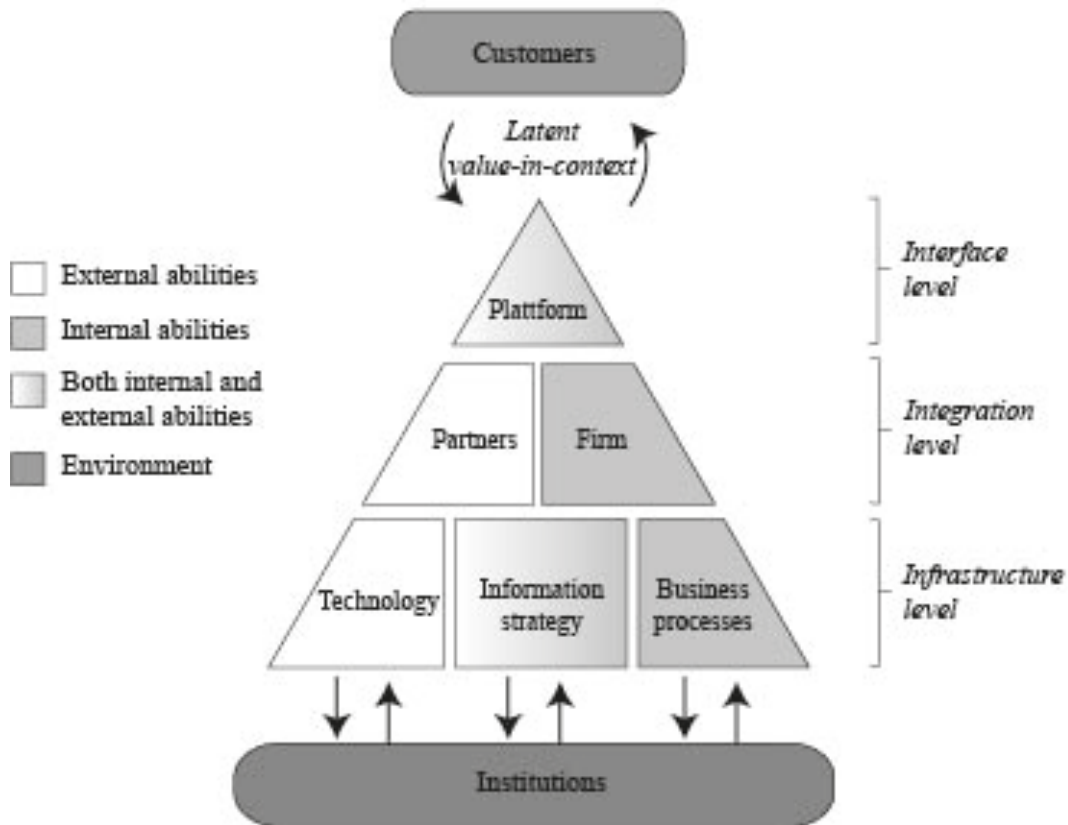 Customers
Latent
value-in-context
External abilities
Internal abilities
Both internal and
external abilities
Environment
Plattform
Interface
level
Partners
Firm
Integration
level
Technology
Information
strategy
Business
processes
Infrastructure
level
Institutions